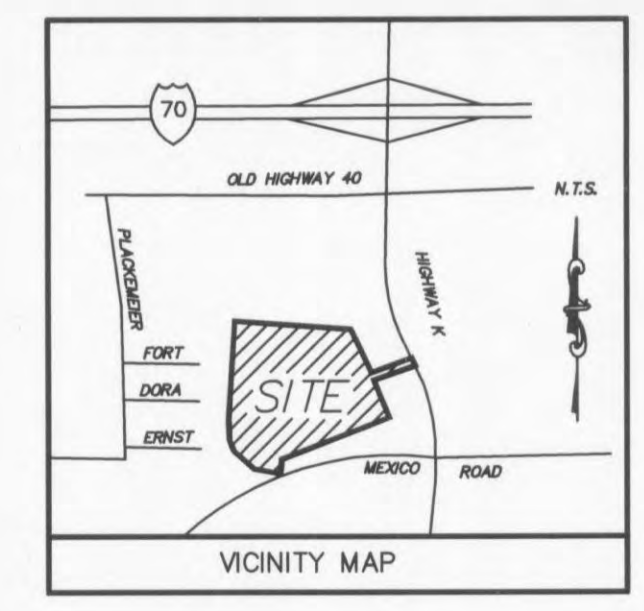 70
OLD HIGHWAY 40
N.T.S.
PLACKEMEIER
HIGHWAY K
FORT
DORA
ERNST
SITE
MEXICO ROAD
VICINITY MAP